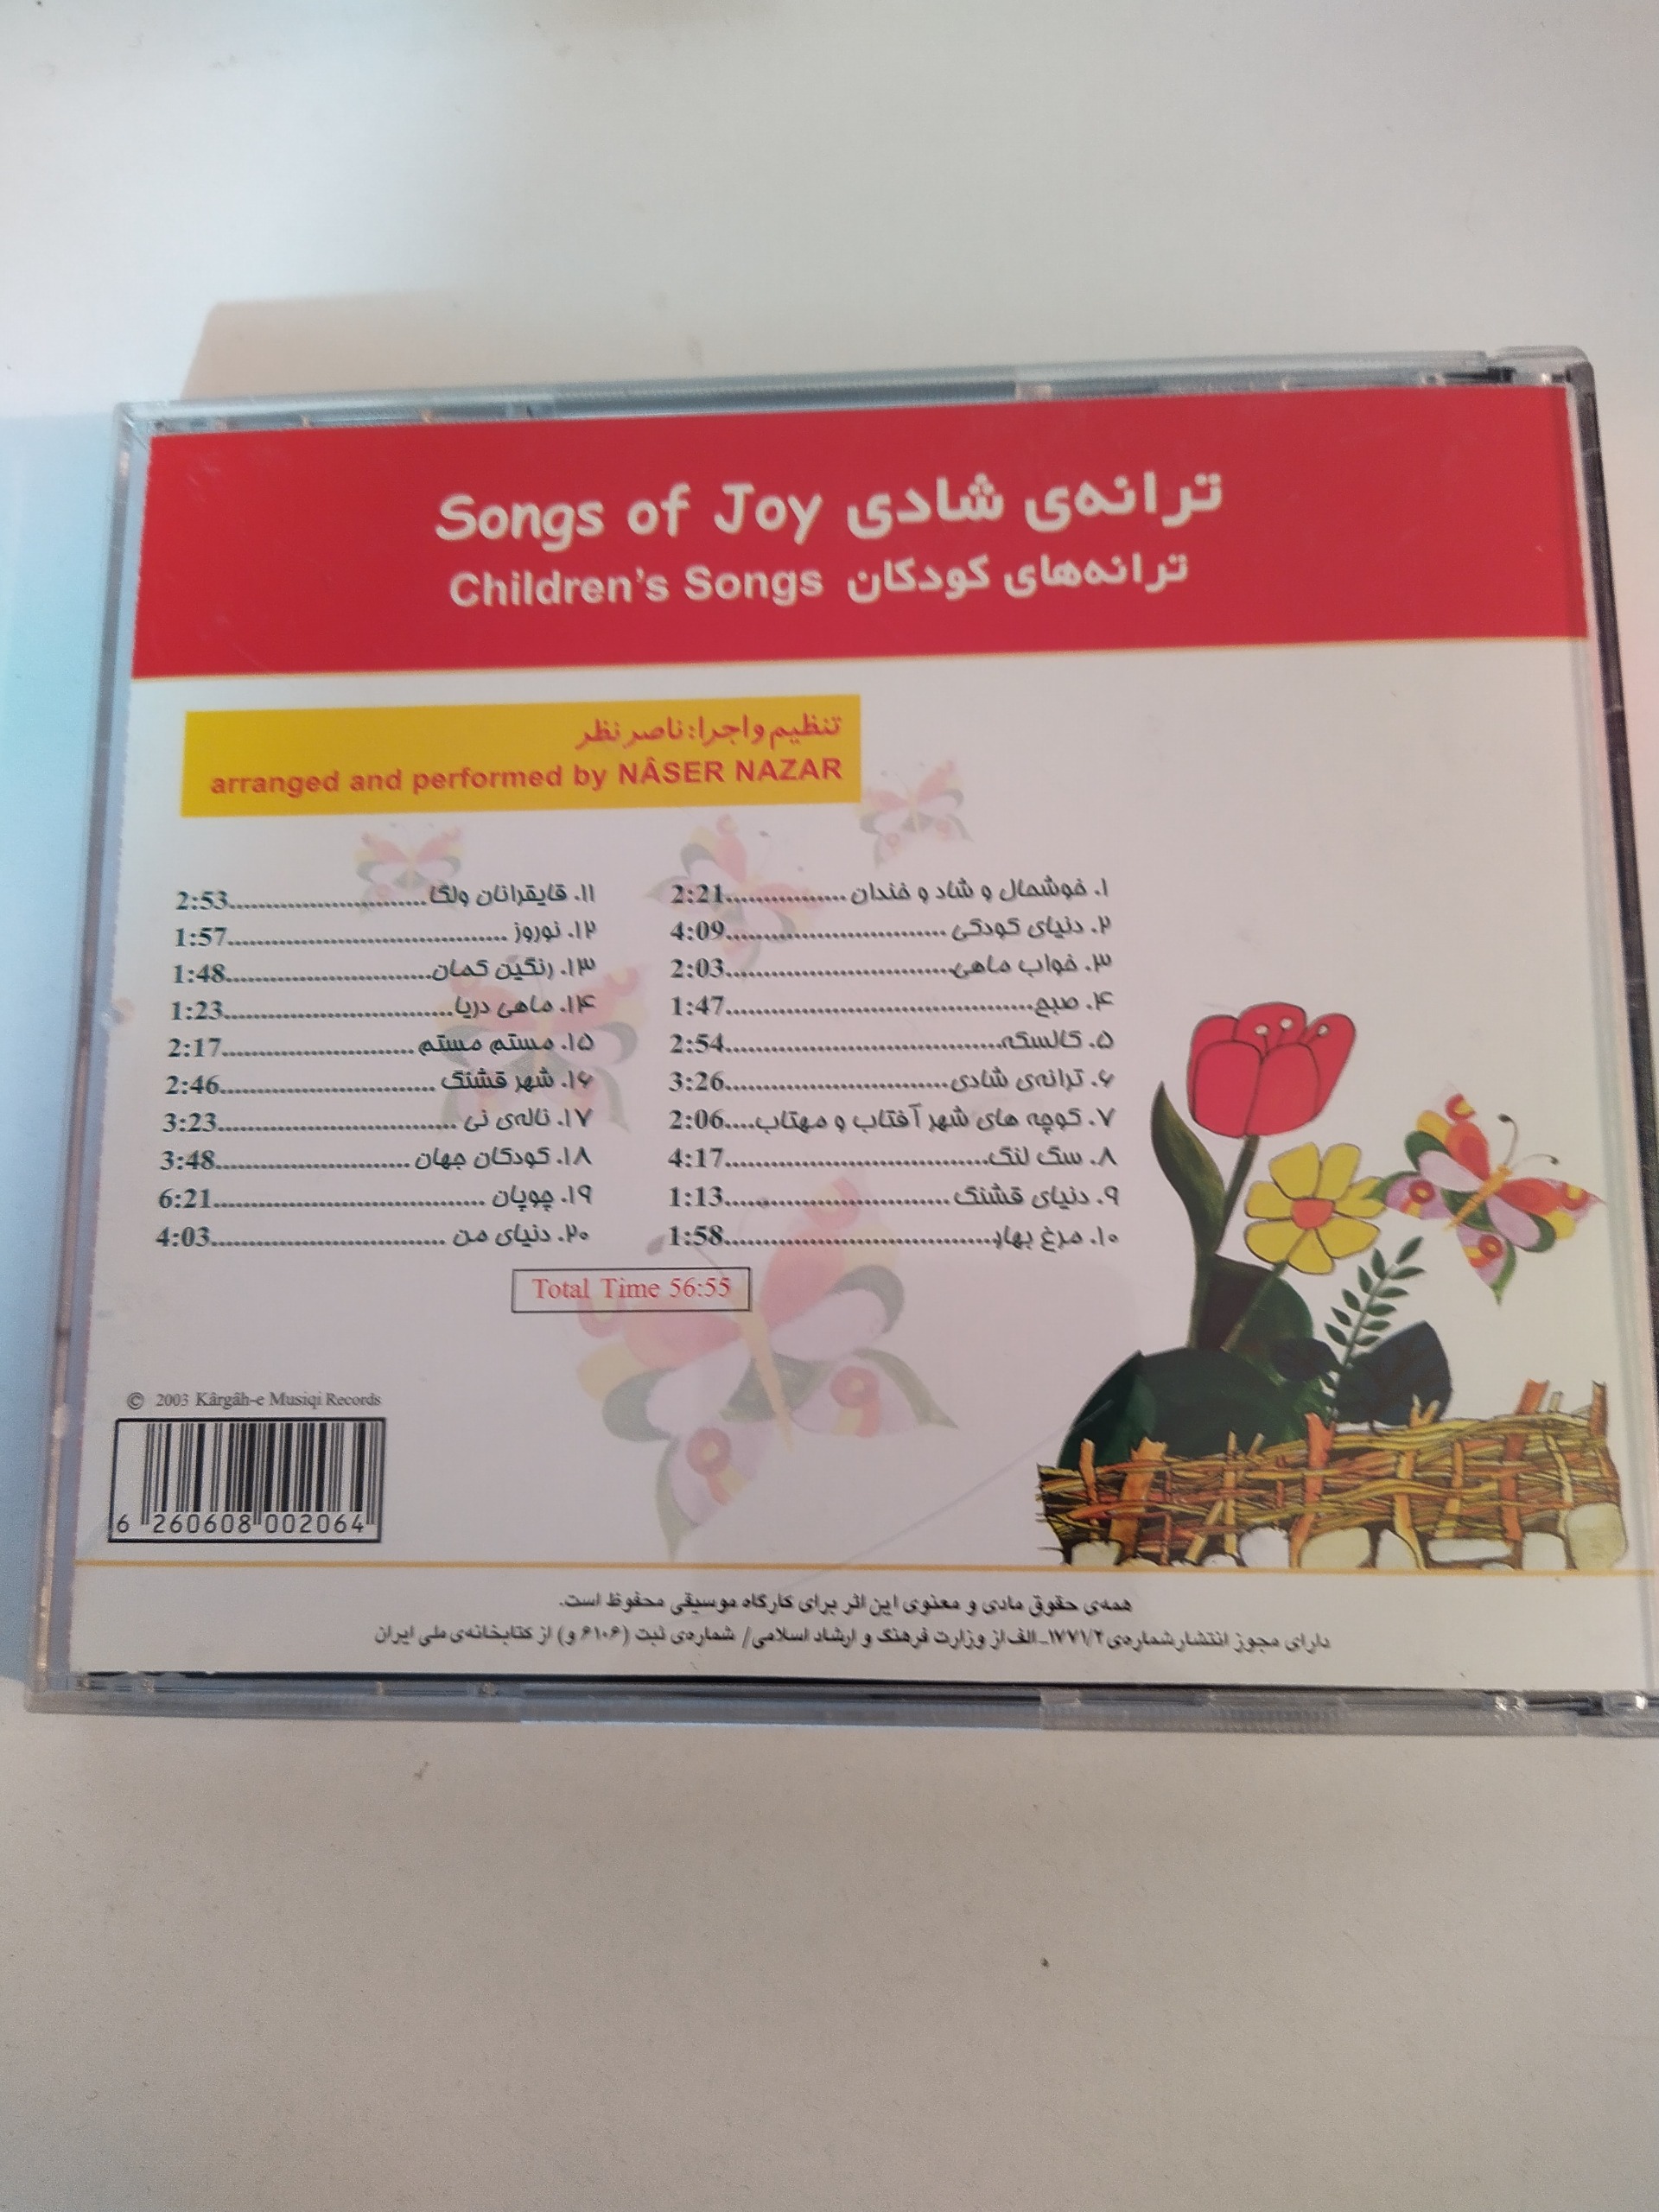 ترانه‌ی شادی Songs of Joy
ترانه‌های کودکان Children's Songs
تنظیم و اجرا: ناصر نظر
arranged and performed by NÂSER NAZAR
۱. خوشحال و شاد و خندان................2:21
۲. دنیای کودکی.............................4:09
۳. خواب ماهی..............................2:03
۴. صبح........................................1:47
۵. کالسکه....................................2:54
۶. ترانه‌ی شادی.............................3:26
۷. کوچه های شهر آفتاب و مهتاب....2:06
۸. سگ لنگ..................................4:17
۹. دنیای قشنگ.............................1:13
۱۰. مرغ بهار...................................1:58
۱۱. قایقرانان ولگا..........................2:53
۱۲. نوروز....................................1:57
۱۳. رنگین کمان...........................1:48
۱۴. ماهی دریا..............................1:23
۱۵. مستم مستم.........................2:17
۱۶. شهر قشنگ............................2:46
۱۷. ناله‌ی نی...............................3:23
۱۸. کودکان جهان.........................3:48
۱۹. چوپان...................................6:21
۲۰. دنیای من...............................4:03
Total Time 56:55
© 2003 Kârgâh-e Musiqi Records
6 260608 002064
همه‌ی حقوق مادی و معنوی این اثر برای کارگاه موسیقی محفوظ است.
دارای مجوز انتشار شماره‌ی ۱۷۷۱/۲ـ الف از وزارت فرهنگ و ارشاد اسلامی/ شماره‌ی ثبت (۶۱۰۶ و) از کتابخانه‌ی ملی ایران